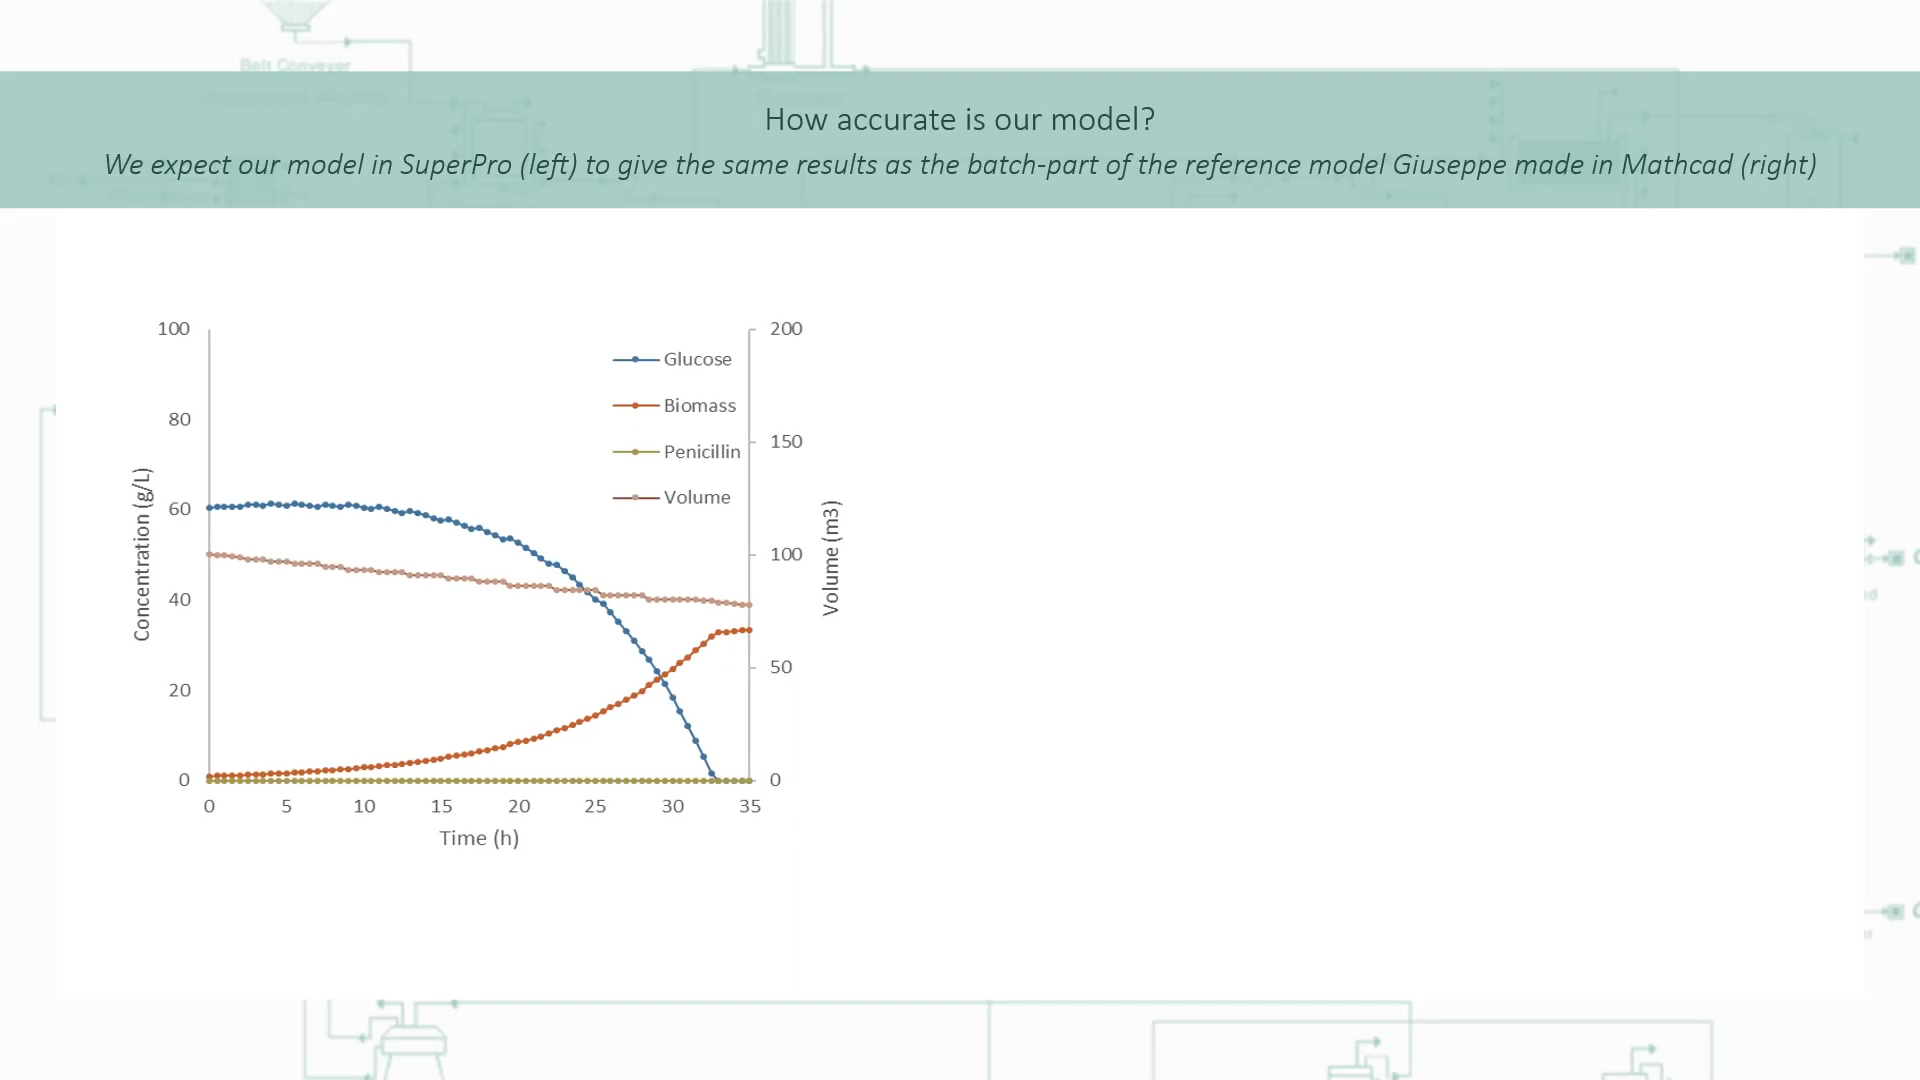 Belt Conveyer
How accurate is our model?
We expect our model in SuperPro (left) to give the same results as the batch-part of the reference model Giuseppe made in Mathcad (right)
100
80
60
40
20
0
Concentration (g/L)
Glucose
Biomass
Penicillin
Volume
200
150
100
50
0
Volume (m3)
0 5 10 15 20 25 30 35
Time (h)